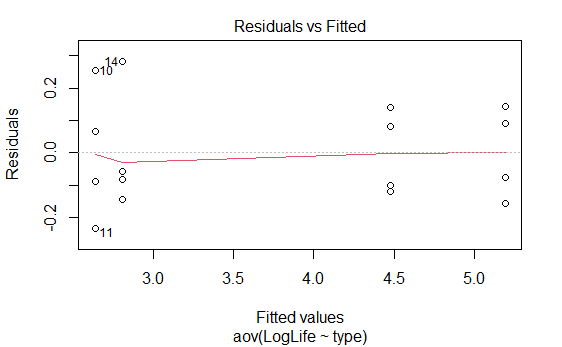 Residuals vs Fitted
Residuals
0.2
0.0
-0.2
14
10
11
3.0 3.5 4.0 4.5 5.0
Fitted values
aov(LogLife ~ type)